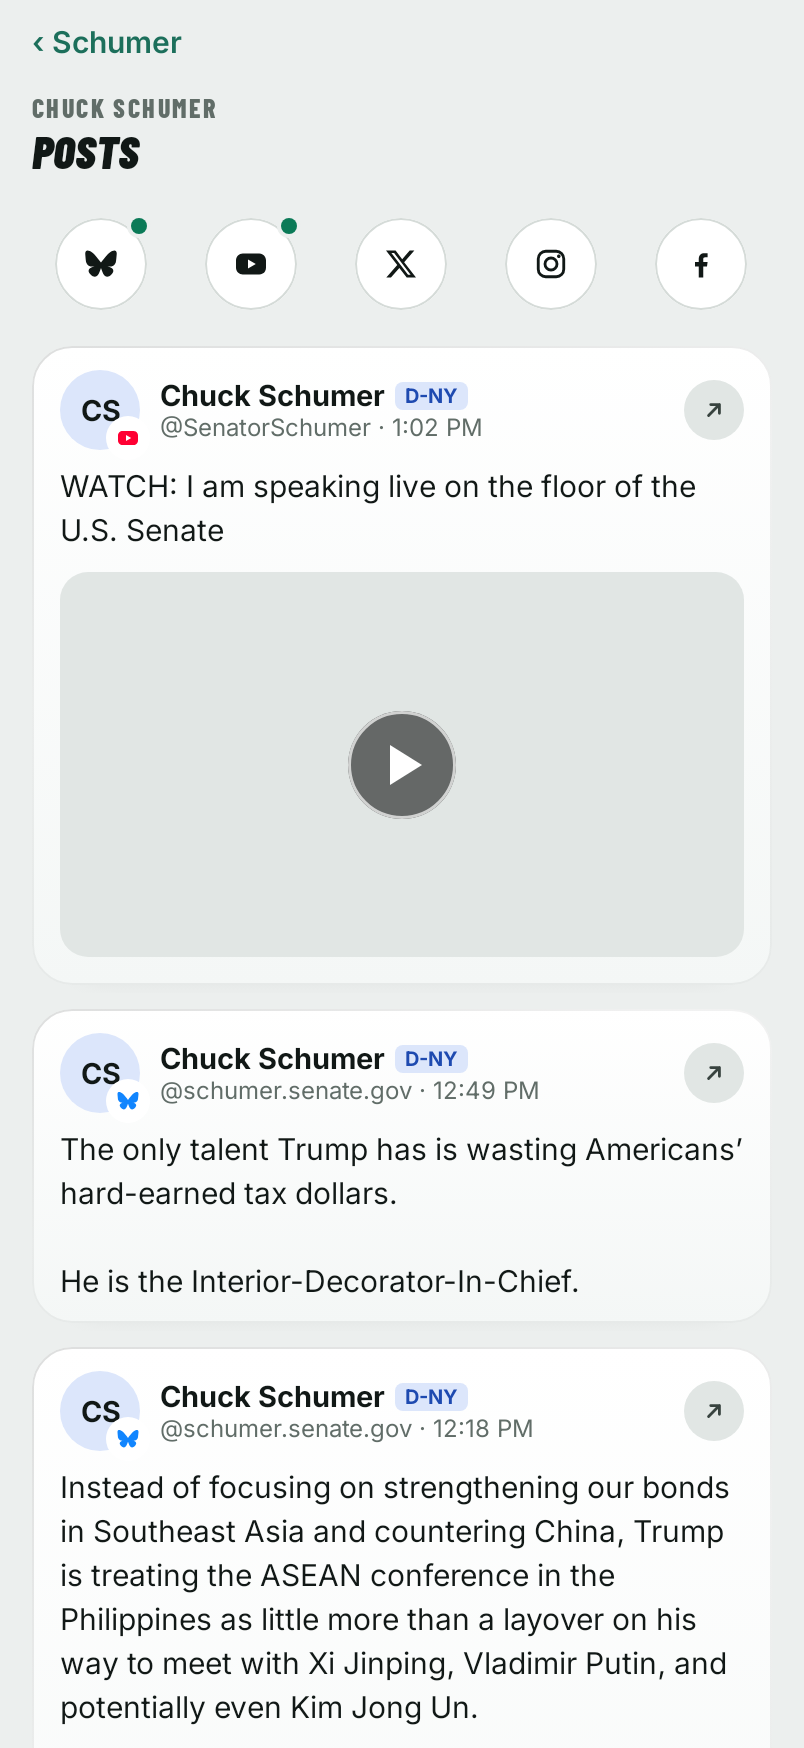 ‹ Schumer
CHUCK SCHUMER
POSTS
CS
Chuck Schumer D-NY
@SenatorSchumer · 1:02 PM
WATCH: I am speaking live on the floor of the
U.S. Senate
CS
Chuck Schumer D-NY
@schumer.senate.gov · 12:49 PM
The only talent Trump has is wasting Americans’
hard-earned tax dollars.
He is the Interior-Decorator-In-Chief.
CS
Chuck Schumer D-NY
@schumer.senate.gov · 12:18 PM
Instead of focusing on strengthening our bonds
in Southeast Asia and countering China, Trump
is treating the ASEAN conference in the
Philippines as little more than a layover on his
way to meet with Xi Jinping, Vladimir Putin, and
potentially even Kim Jong Un.